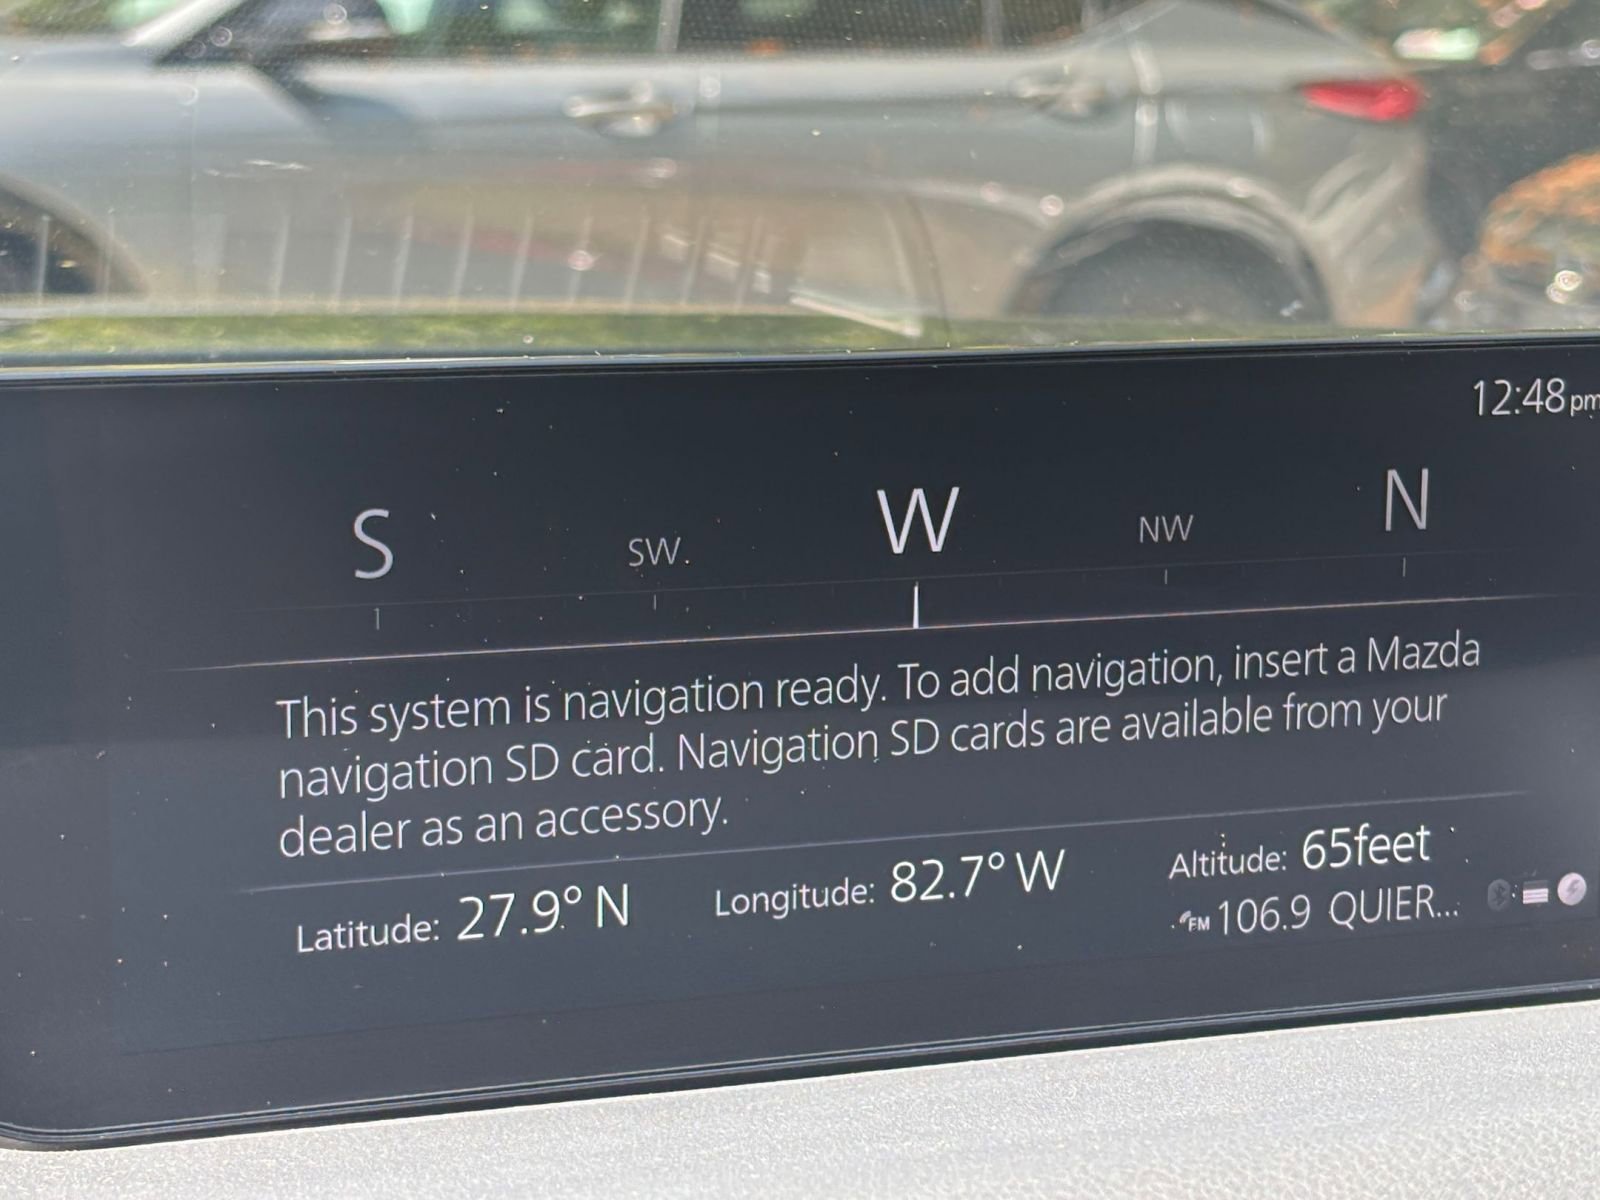 12:48pm
S SW W NW N
This system is navigation ready. To add navigation, insert a Mazda
navigation SD card. Navigation SD cards are available from your
dealer as an accessory.
Latitude: 27.9° N Longitude: 82.7° W Altitude: 65feet
FM 106.9 QUIER...